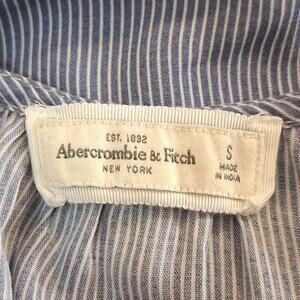 EST. 1892
Abercrombie & Fitch
NEW YORK
S
MADE
IN INDIA